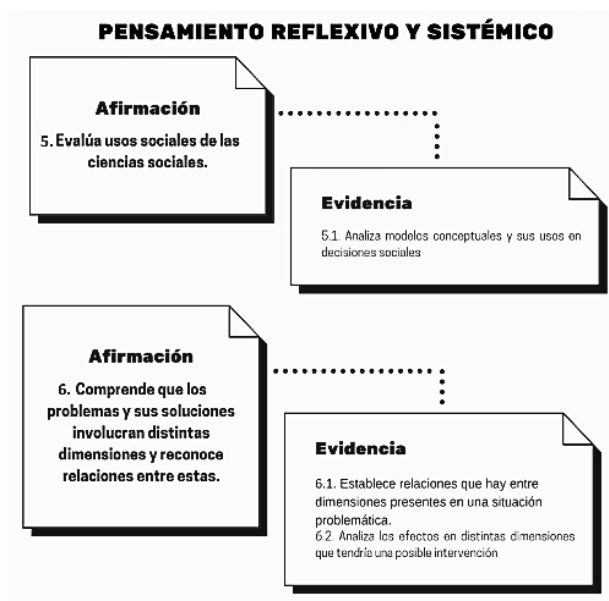 PENSAMIENTO REFLEXIVO Y SISTÉMICO
Afirmación
5. Evalúa usos sociales de las
ciencias sociales.
Evidencia
5.1. Analiza modelos conceptuales y sus usos en
decisiones sociales
Afirmación
6. Comprende que los
problemas y sus soluciones
involucran distintas
dimensiones y reconoce
relaciones entre estas.
Evidencia
6.1. Establece relaciones que hay entre
dimensiones presentes en una situación
problemática.
6.2. Analiza los efectos en distintas dimensiones
que tendría una posible intervención